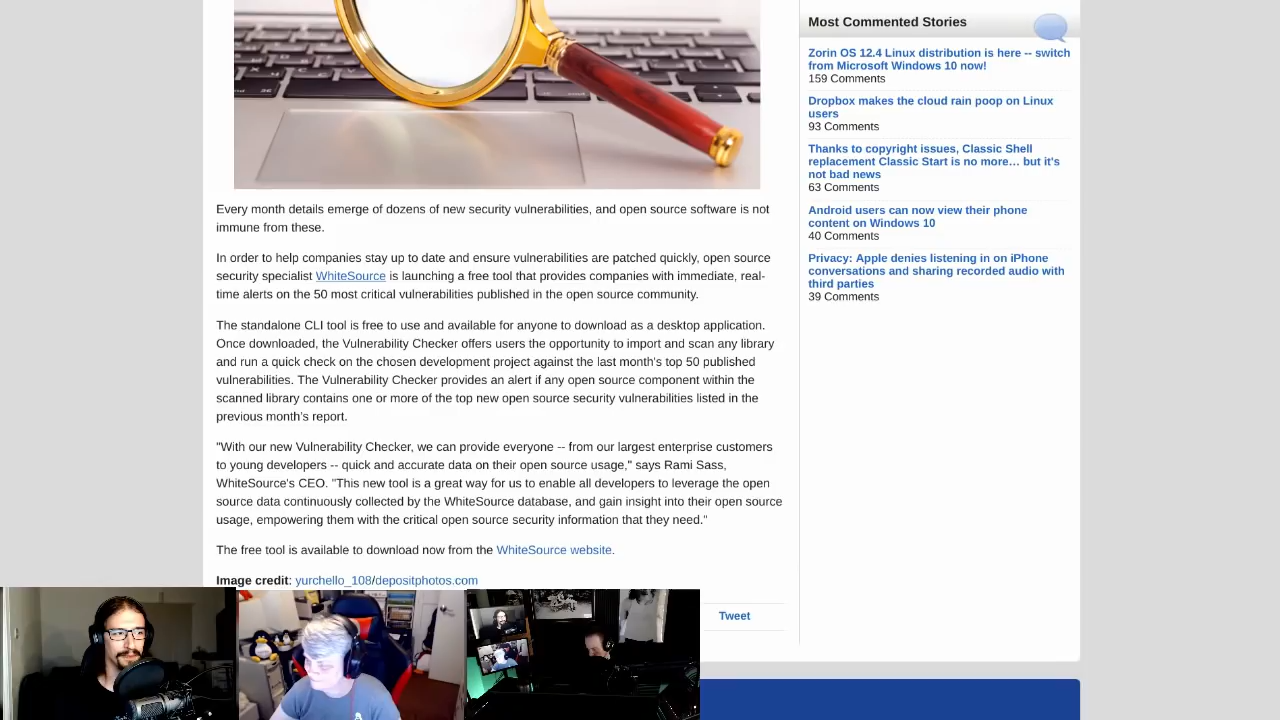 Every month details emerge of dozens of new security vulnerabilities, and open source software is not
immune from these.
In order to help companies stay up to date and ensure vulnerabilities are patched quickly, open source
security specialist WhiteSource is launching a free tool that provides companies with immediate, real-
time alerts on the 50 most critical vulnerabilities published in the open source community.
The standalone CLI tool is free to use and available for anyone to download as a desktop application.
Once downloaded, the Vulnerability Checker offers users the opportunity to import and scan any library
and run a quick check on the chosen development project against the last month's top 50 published
vulnerabilities. The Vulnerability Checker provides an alert if any open source component within the
scanned library contains one or more of the top new open source security vulnerabilities listed in the
previous month's report.
"With our new Vulnerability Checker, we can provide everyone -- from our largest enterprise customers
to young developers -- quick and accurate data on their open source usage," says Rami Sass,
WhiteSource's CEO. "This new tool is a great way for us to enable all developers to leverage the open
source data continuously collected by the WhiteSource database, and gain insight into their open source
usage, empowering them with the critical open source security information that they need."
The free tool is available to download now from the WhiteSource website.
Image credit: yurchello_108/depositphotos.com
Tweet
Most Commented Stories
Zorin OS 12.4 Linux distribution is here -- switch
from Microsoft Windows 10 now!
159 Comments
Dropbox makes the cloud rain poop on Linux
users
93 Comments
Thanks to copyright issues, Classic Shell
replacement Classic Start is no more… but it's
not bad news
63 Comments
Android users can now view their phone
content on Windows 10
40 Comments
Privacy: Apple denies listening in on iPhone
conversations and sharing recorded audio with
third parties
39 Comments